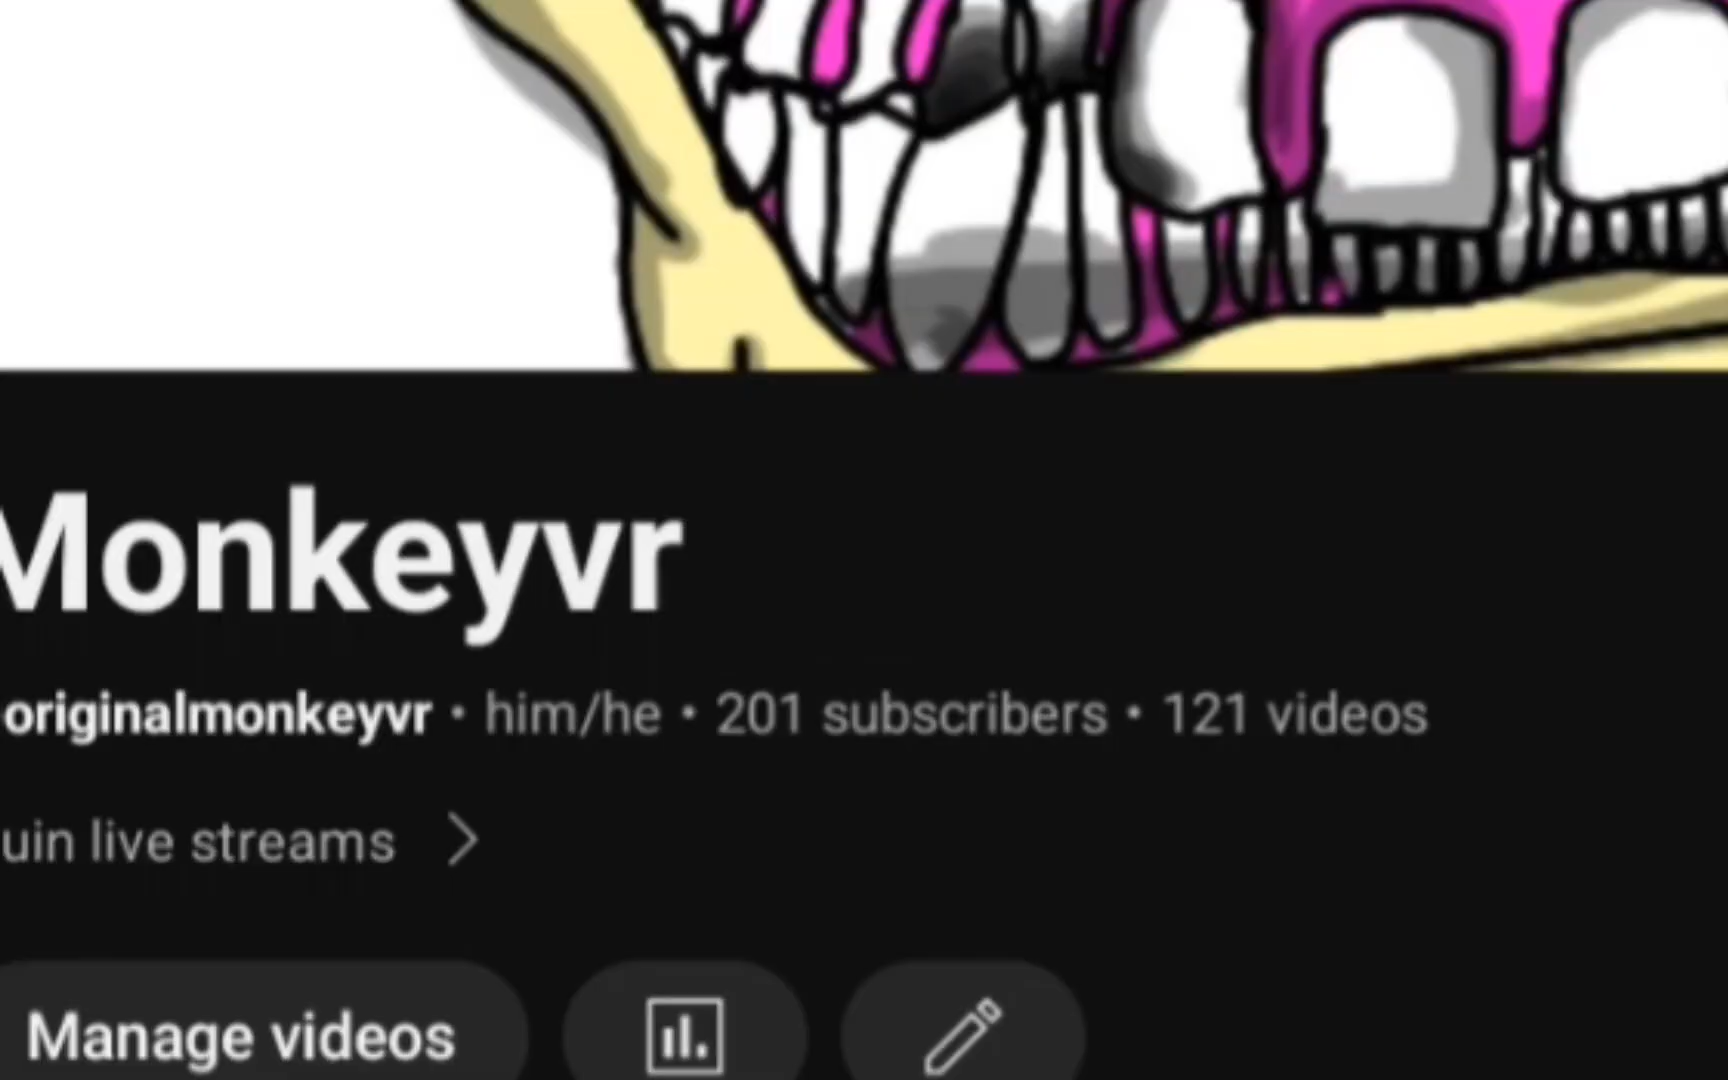 Monkeyvr
originalmonkeyvr • him/he • 201 subscribers • 121 videos
uin live streams >
Manage videos